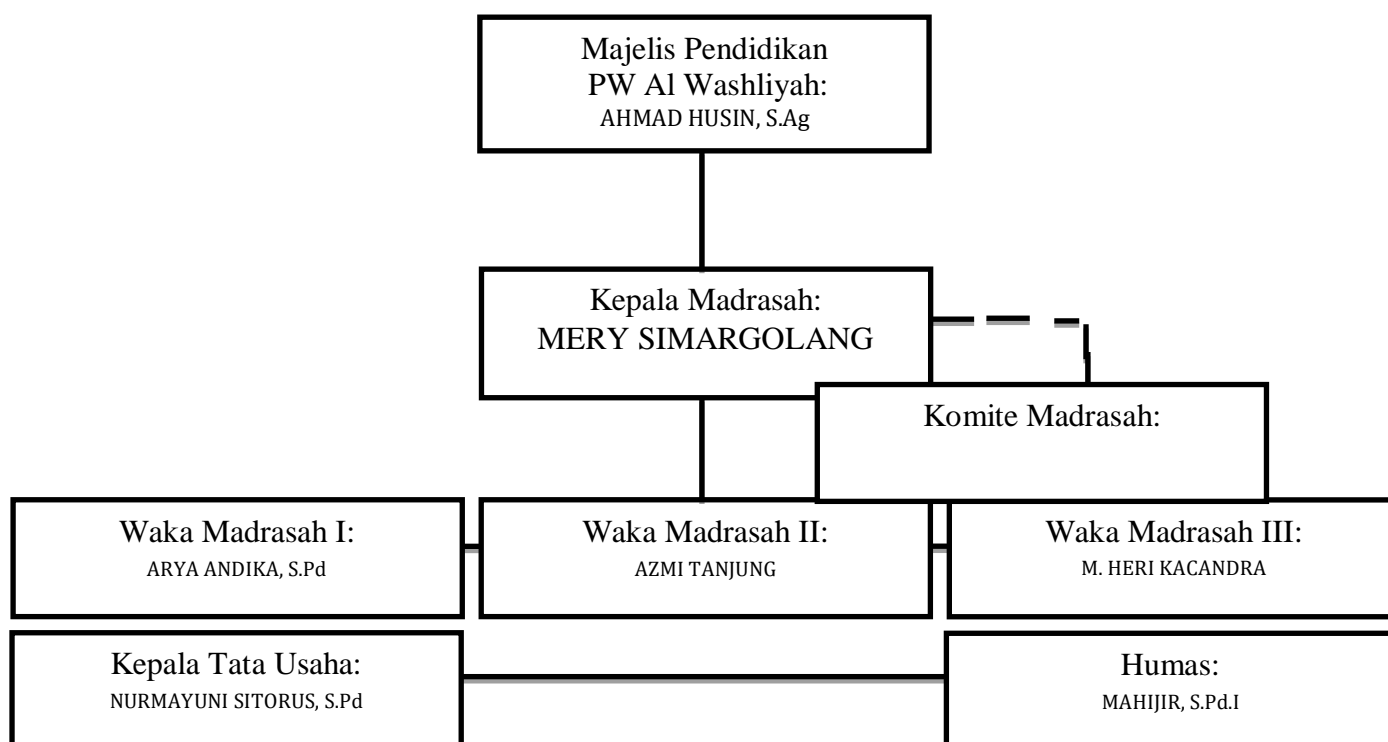 Majelis Pendidikan
PW Al Washliyah:
AHMAD HUSIN, S.Ag
Kepala Madrasah:
MERY SIMARGOLANG
Komite Madrasah:
Waka Madrasah I:
ARYA ANDIKA, S.Pd
Waka Madrasah II:
AZMI TANJUNG
Waka Madrasah III:
M. HERI KACANDRA
Kepala Tata Usaha:
NURMAYUNI SITORUS, S.Pd
Humas:
MAHIJIR, S.Pd.I